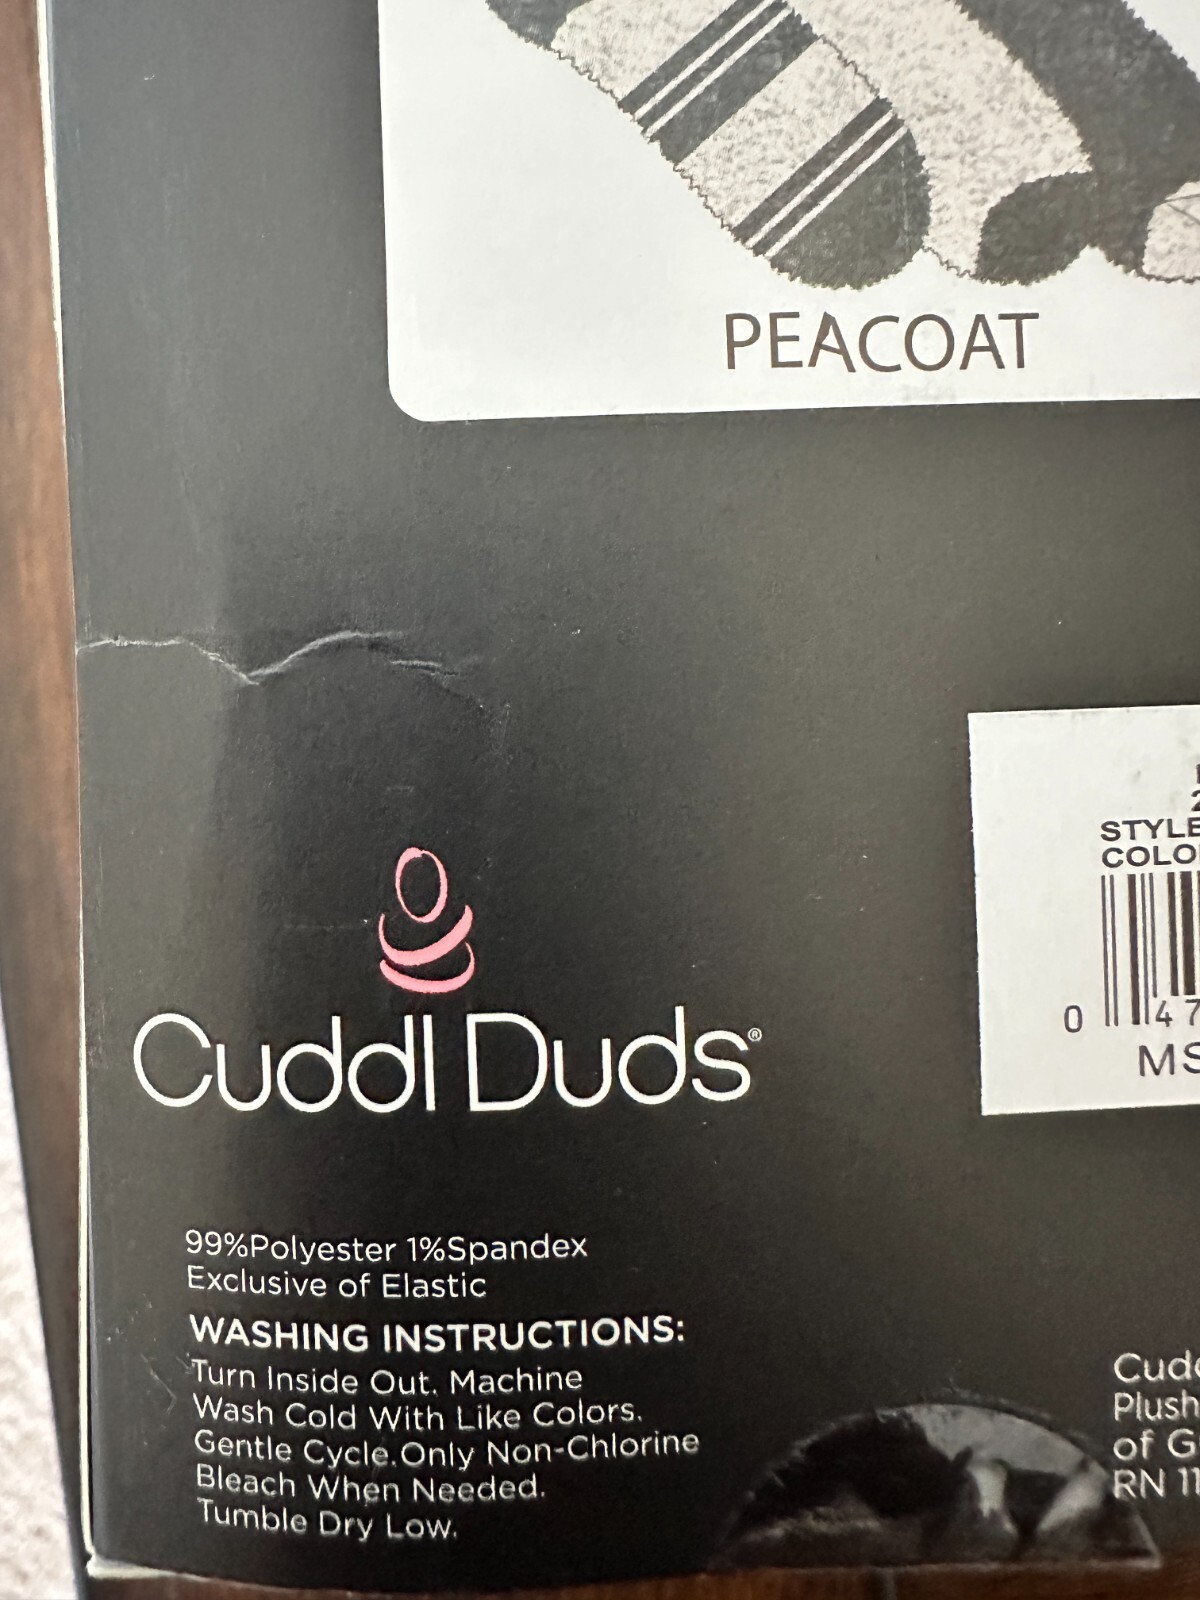 PEACOAT
STYLE
0 47
MS
Cuddl Duds®
99%Polyester 1%Spandex
Exclusive of Elastic
WASHING INSTRUCTIONS:
Turn Inside Out. Machine
Wash Cold With Like Colors.
Gentle Cycle.Only Non-Chlorine
Bleach When Needed.
Tumble Dry Low.
Plush
of G
RN 11